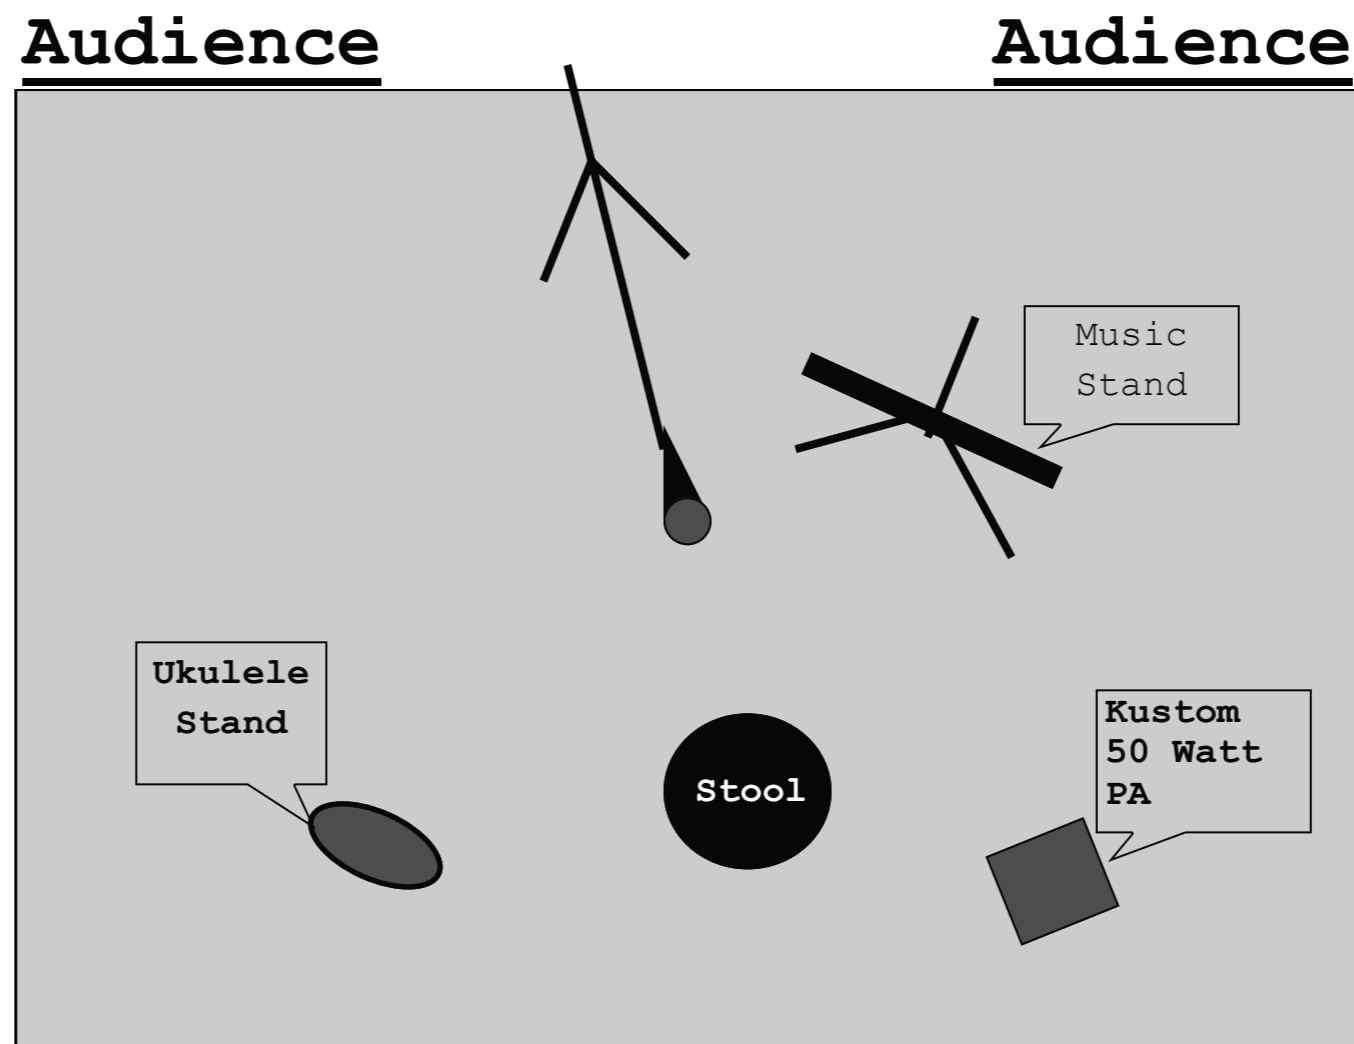 Audience
Audience
Music
Stand
Ukulele
Stand
Kustom
50 Watt
PA
Stool